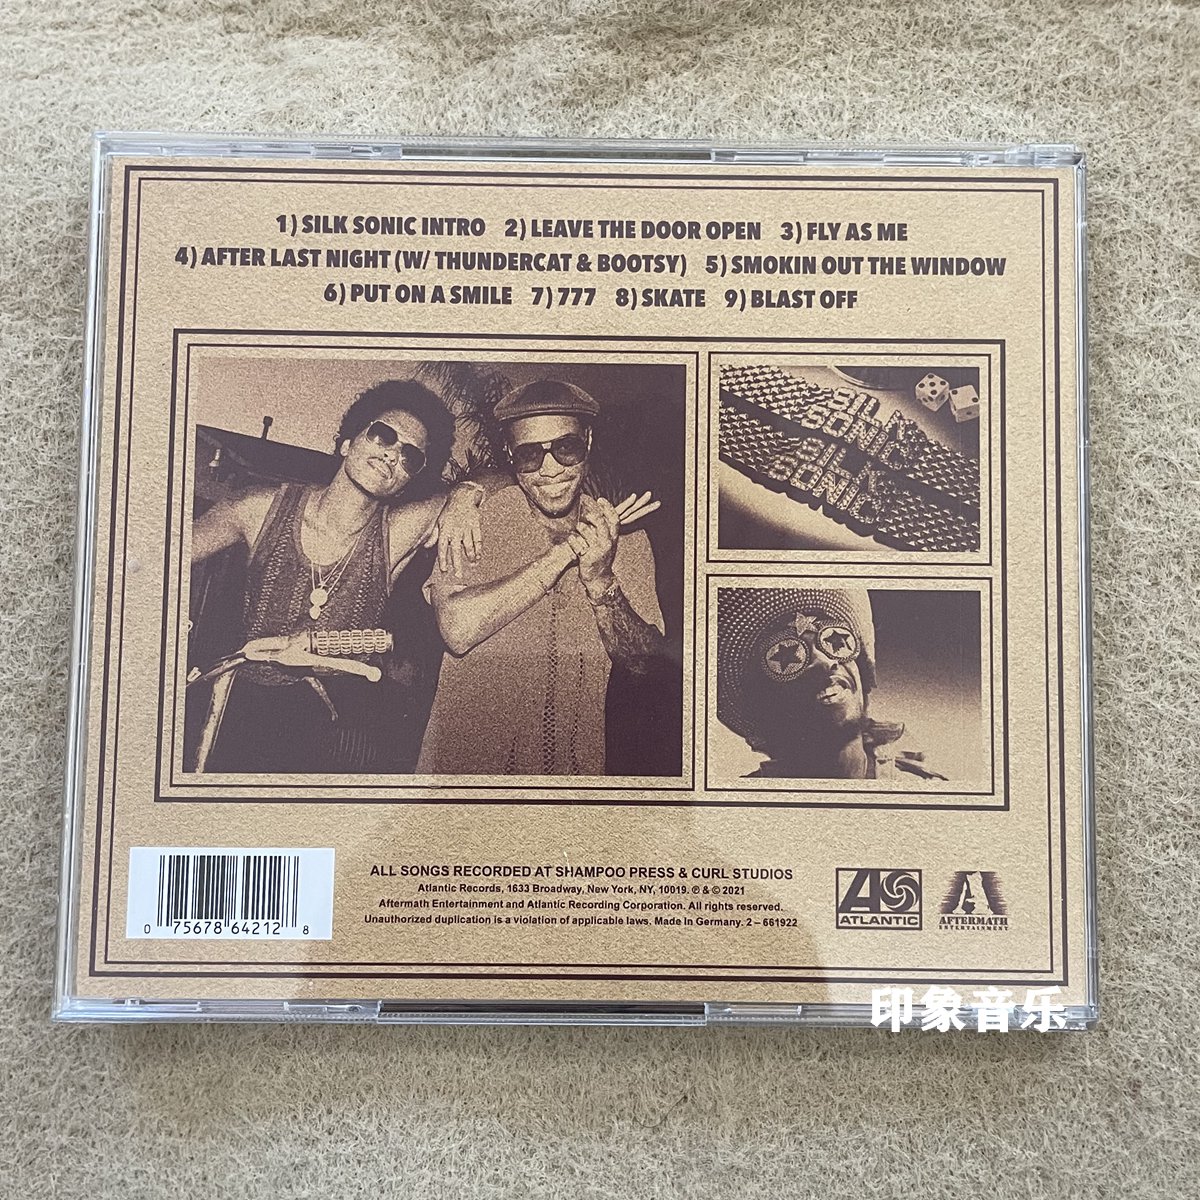 1) SILK SONIC INTRO 2) LEAVE THE DOOR OPEN 3) FLY AS ME
4) AFTER LAST NIGHT (W/ THUNDERCAT & BOOTSY) 5) SMOKIN OUT THE WINDOW
6) PUT ON A SMILE 7) 777 8) SKATE 9) BLAST OFF
SILK
SONIC
SILK
SONIC
0 75678 64212 8
ALL SONGS RECORDED AT SHAMPOO PRESS & CURL STUDIOS
Atlantic Records, 1633 Broadway, New York, NY, 10019. ℗ & © 2021
Aftermath Entertainment and Atlantic Recording Corporation. All rights reserved.
Unauthorized duplication is a violation of applicable laws. Made In Germany. 2–661922
ATLANTIC
AFTERMATH
ENTERTAINMENT
印象音乐